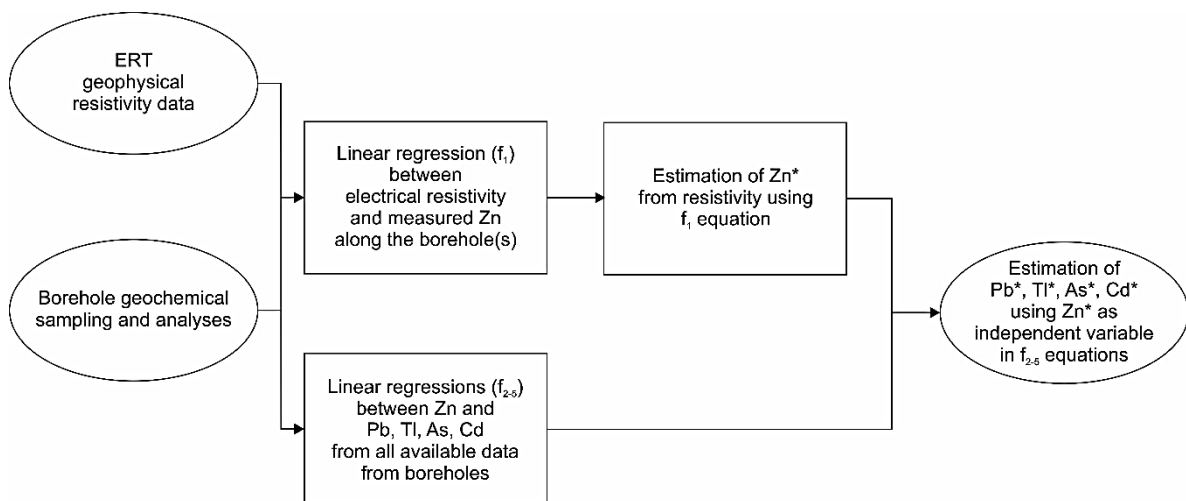 ERT
geophysical
resistivity data
Borehole geochemical
sampling and analyses
Linear regression (f₁)
between
electrical resistivity
and measured Zn
along the borehole(s)
Linear regressions (f₂₋₅)
between Zn and
Pb, Tl, As, Cd
from all available data
from boreholes
Estimation of Zn*
from resistivity using
f₁ equation
Estimation of
Pb*, Tl*, As*, Cd*
using Zn* as
independent variable
in f₂₋₅ equations